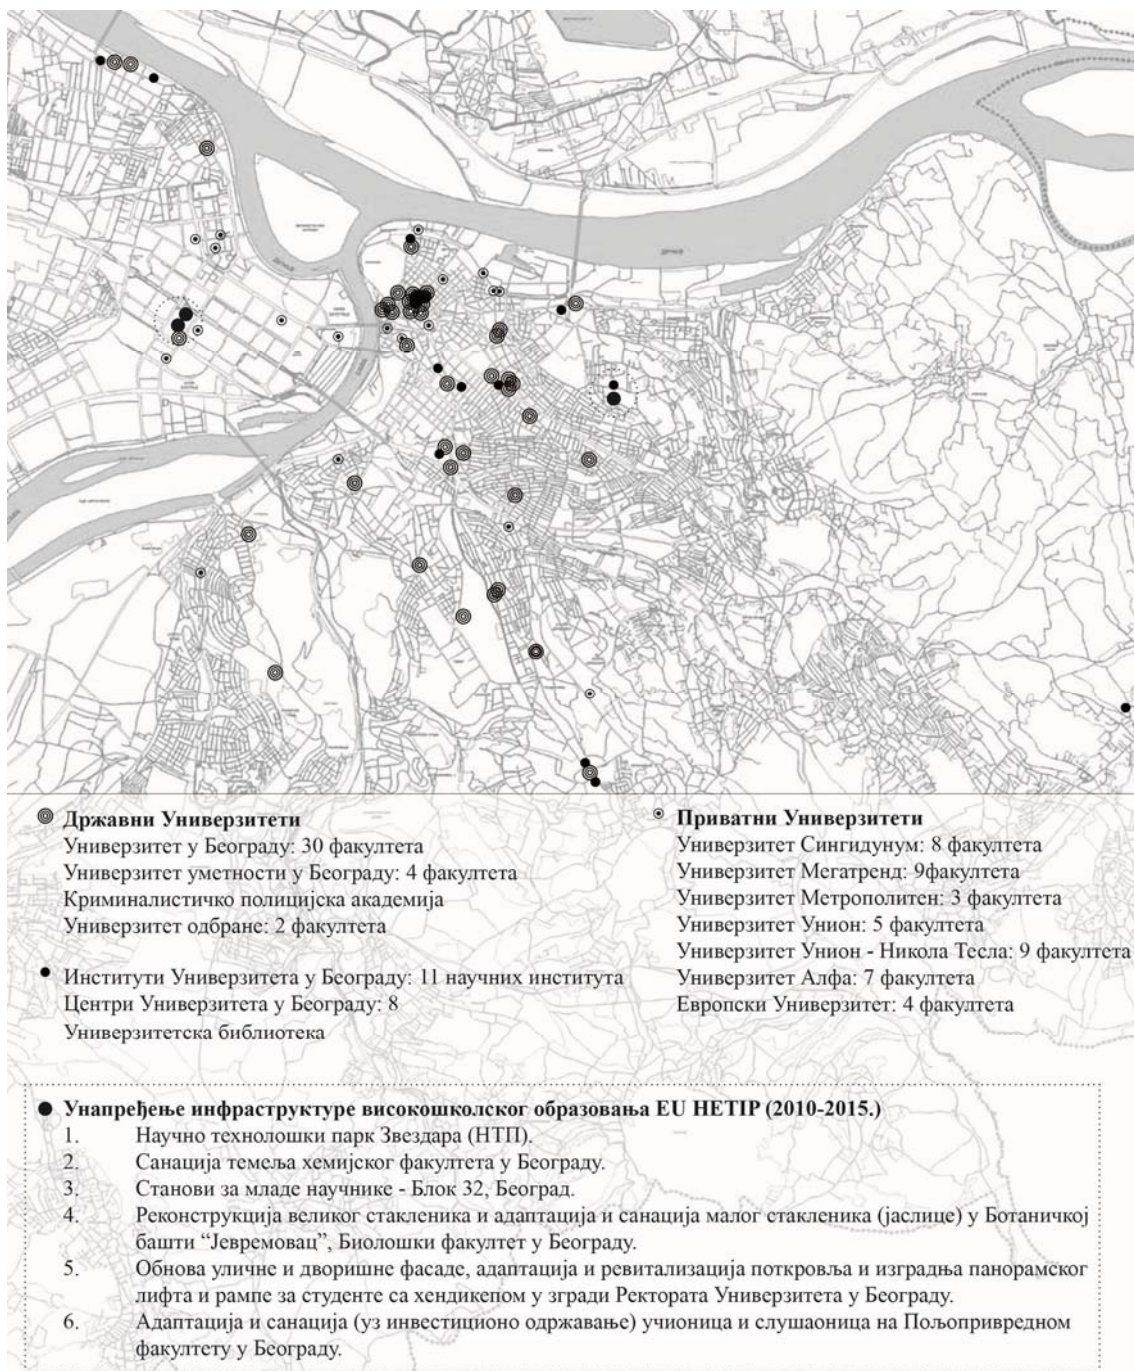 Државни Универзитети
Универзитет у Београду: 30 факултета
Универзитет уметности у Београду: 4 факултета
Криминалистичко полицијска академија
Универзитет одбране: 2 факултета
Институти Универзитета у Београду: 11 научних института
Центри Универзитета у Београду: 8
Универзитетска библиотека
Приватни Универзитети
Универзитет Сингидунум: 8 факултета
Универзитет Мегатренд: 9факултета
Универзитет Метрополитен: 3 факултета
Универзитет Унион: 5 факултета
Универзитет Унион - Никола Тесла: 9 факултета
Универзитет Алфа: 7 факултета
Европски Универзитет: 4 факултета
Унапређење инфраструктуре високошколског образовања EU HETIP (2010-2015.)
1. Научно технолошки парк Звездара (НТП).
2. Санација темеља хемијског факултета у Београду.
3. Станови за младе научнике - Блок 32, Београд.
4. Реконструкција великог стакленика и адаптација и санација малог стакленика (јаслице) у Ботаничкој
башти “Јевремовац”, Биолошки факултет у Београду.
5. Обнова уличне и дворишне фасаде, адаптација и ревитализација поткровља и изградња панорамског
лифта и рампе за студенте са хендикепом у згради Ректората Универзитета у Београду.
6. Адаптација и санација (уз инвестиционо одржавање) учионица и слушаоница на Пољопривредном
факултету у Београду.